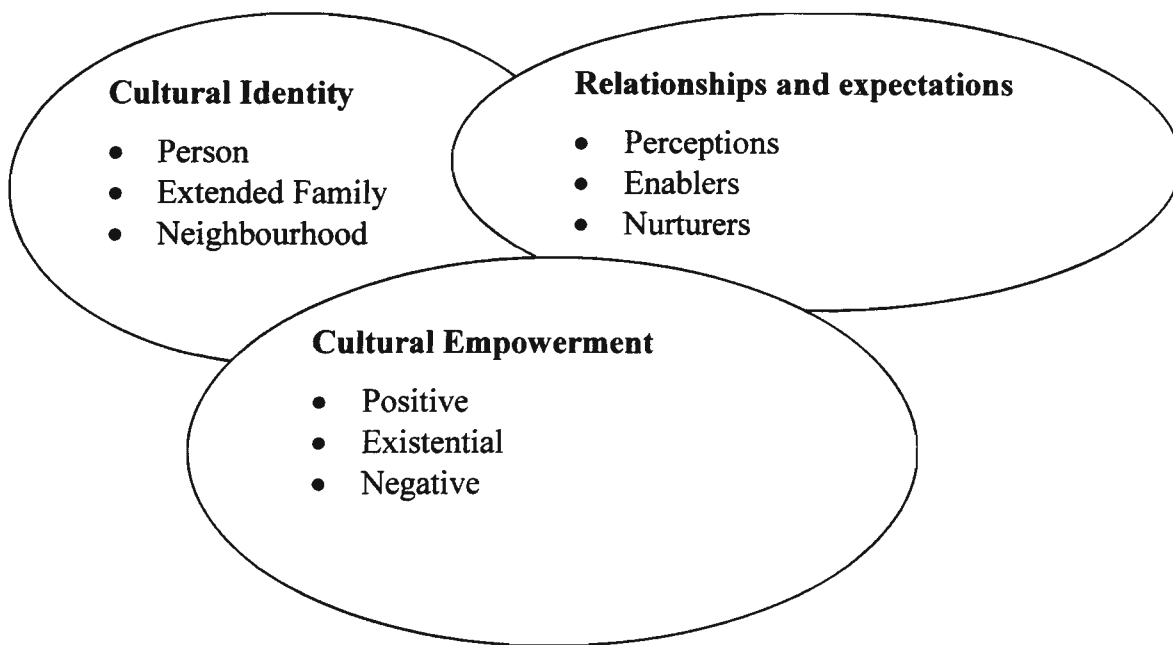 Cultural Identity
• Person
• Extended Family
• Neighbourhood
Relationships and expectations
• Perceptions
• Enablers
• Nurturers
Cultural Empowerment
• Positive
• Existential
• Negative